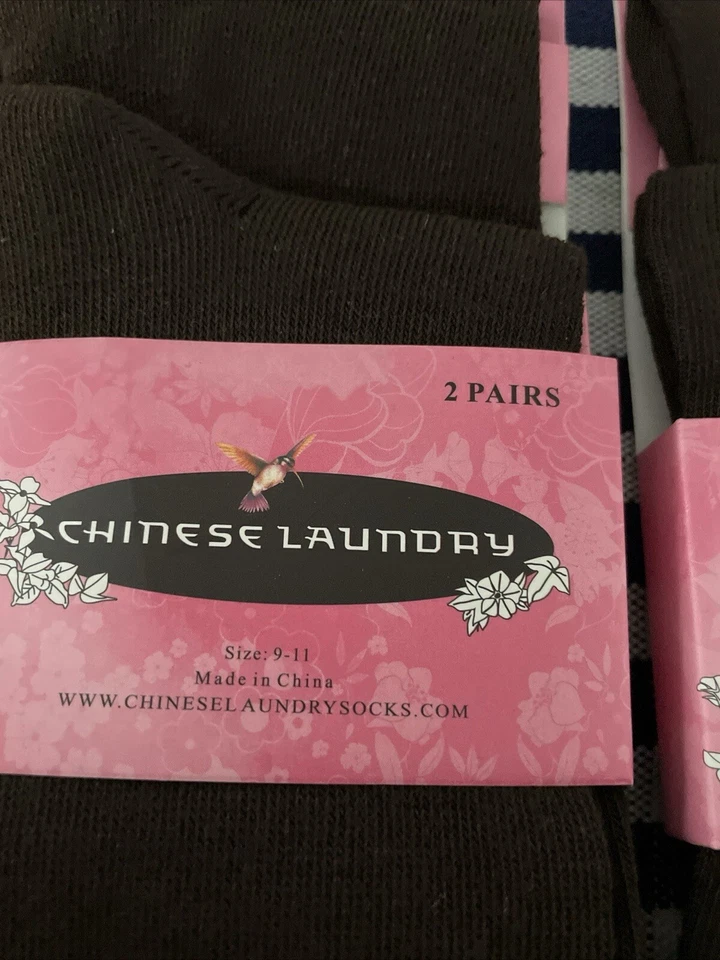 2 PAIRS
CHINESE LAUNDRY
Size: 9-11
Made in China
WWW.CHINESELAUNDRYSOCKS.COM